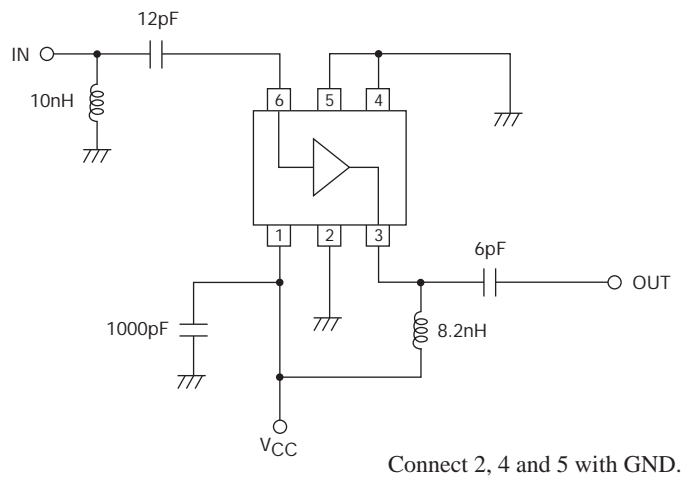 12pF
IN
10nH
6 5 4
1 2 3
6pF
OUT
1000pF
8.2nH
VCC
Connect 2, 4 and 5 with GND.